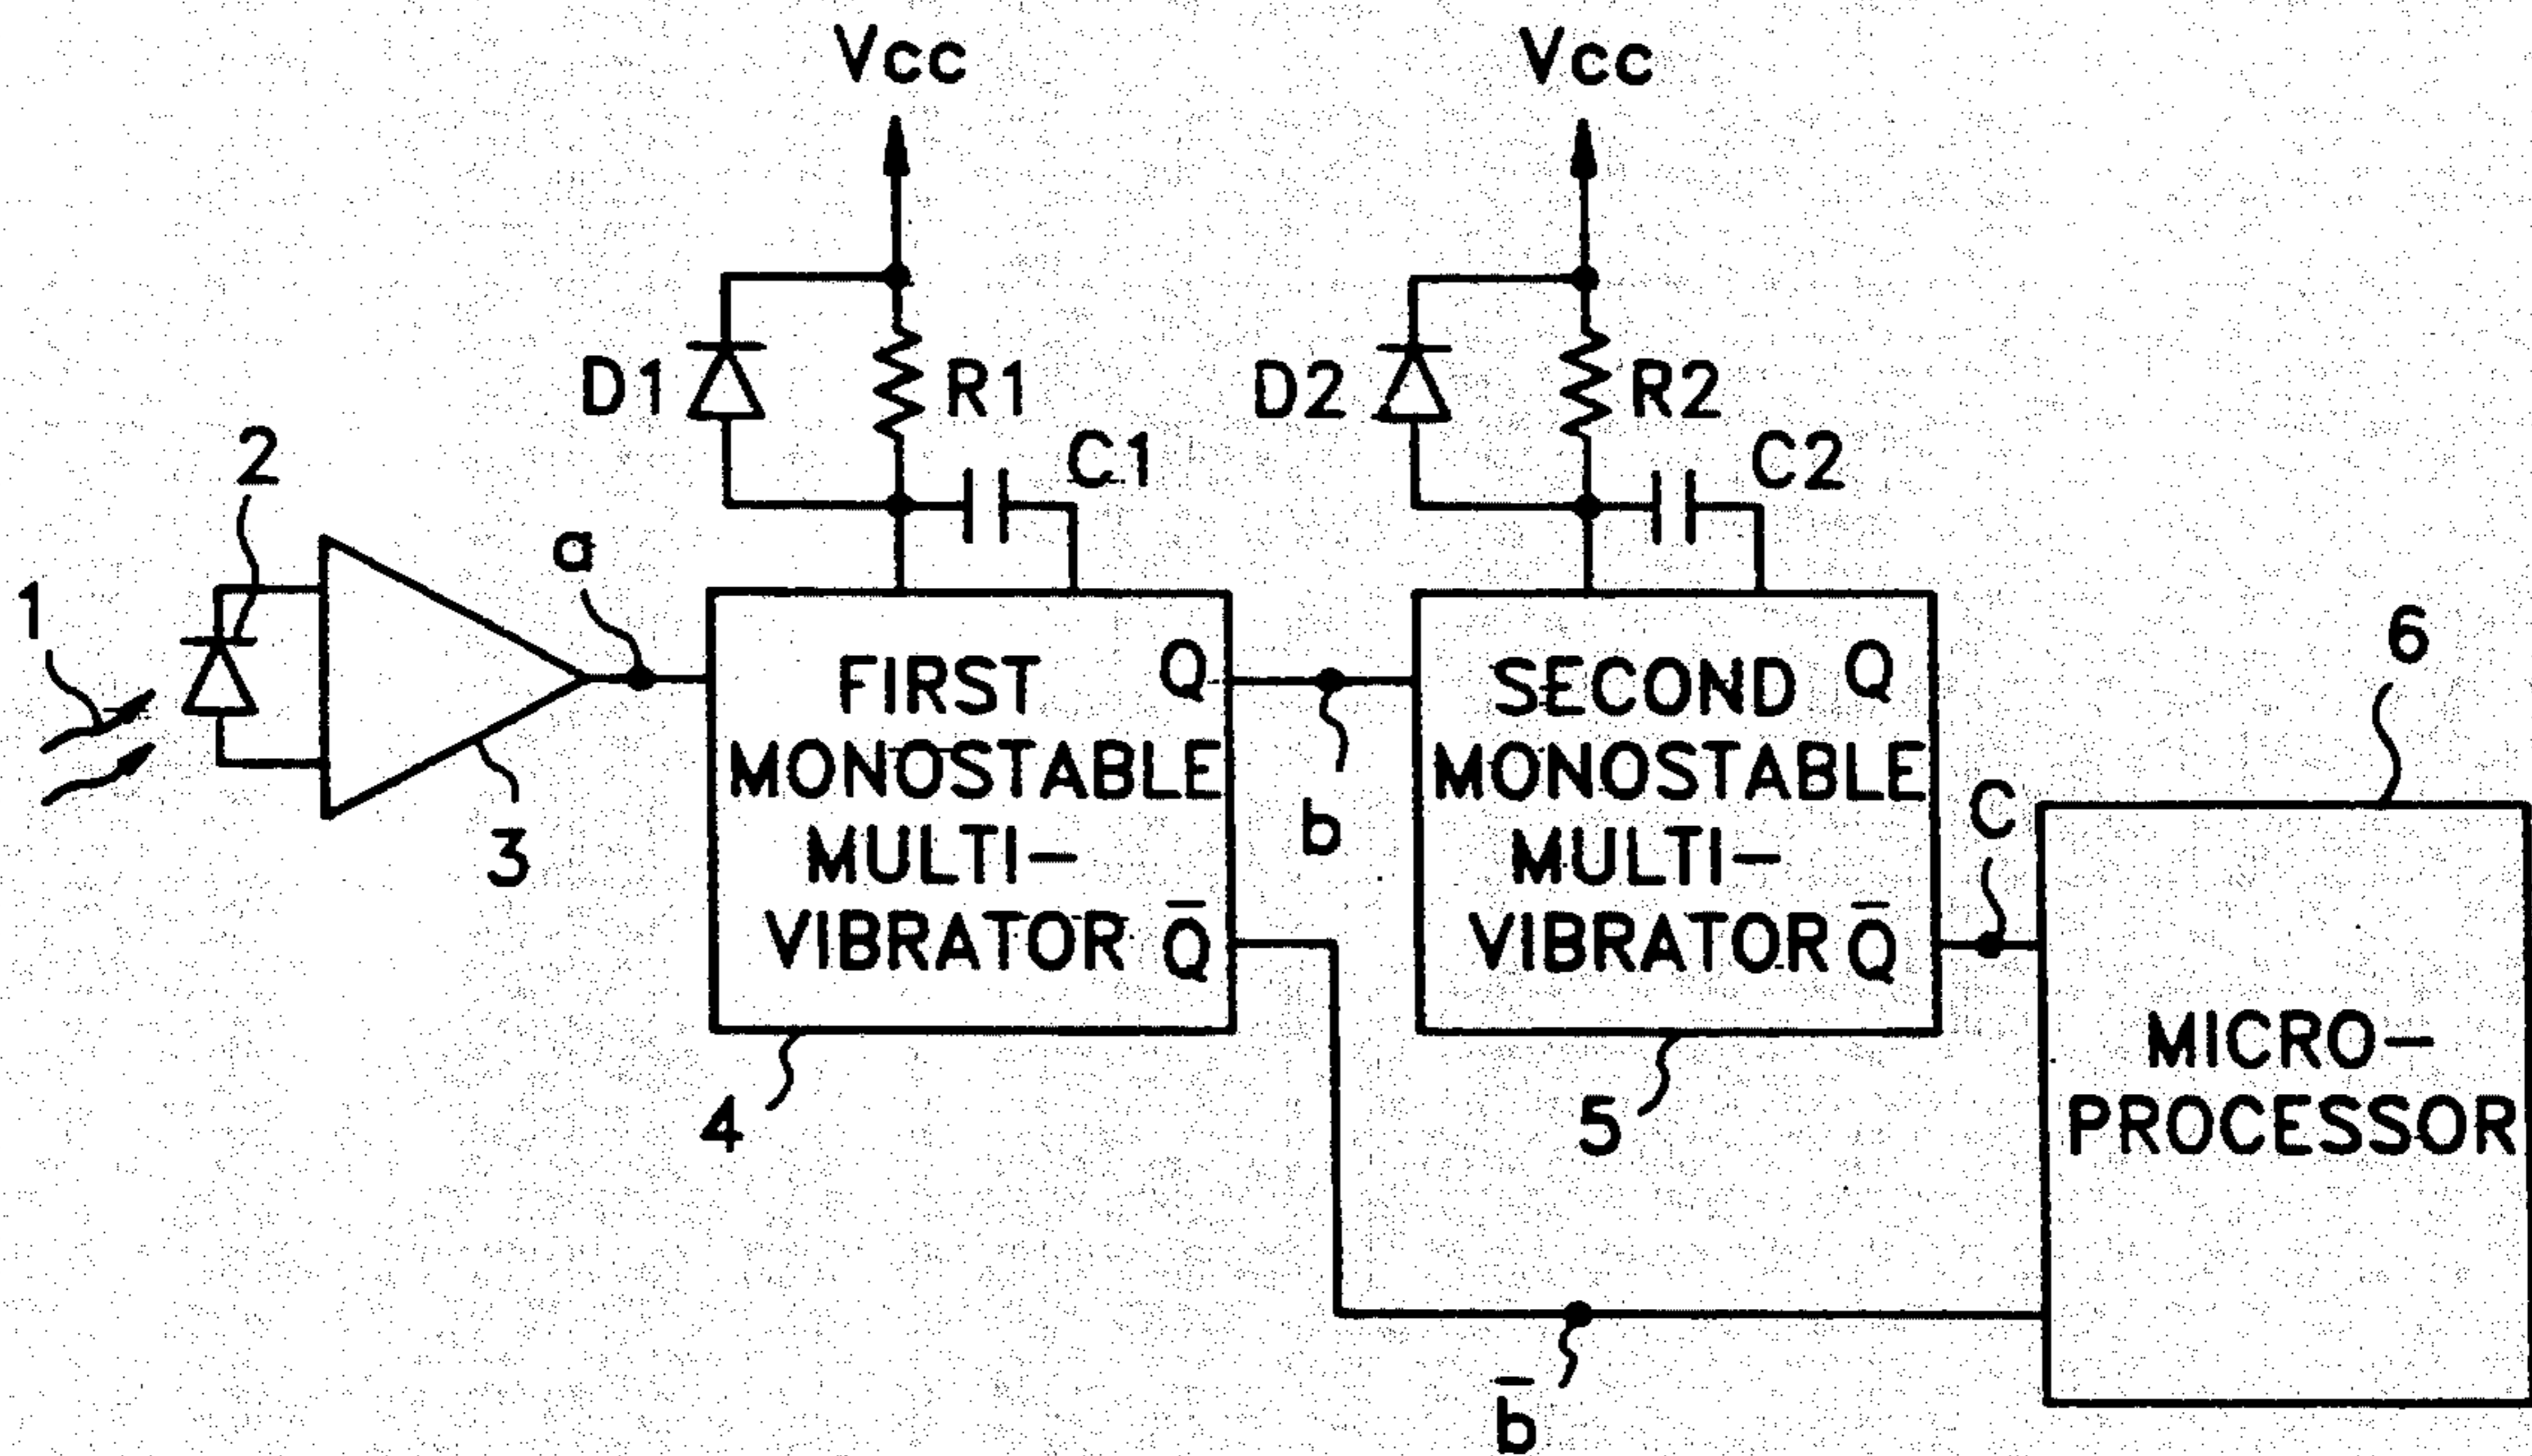 Vcc
Vcc
D1
R1
C1
D2
R2
C2
2
a
1
3
FIRST
MONOSTABLE
MULTI-
VIBRATOR
Q
Q̄
4
b
SECOND
MONOSTABLE
MULTI-
VIBRATOR
Q
Q̄
5
C
6
MICRO-
PROCESSOR
b̄